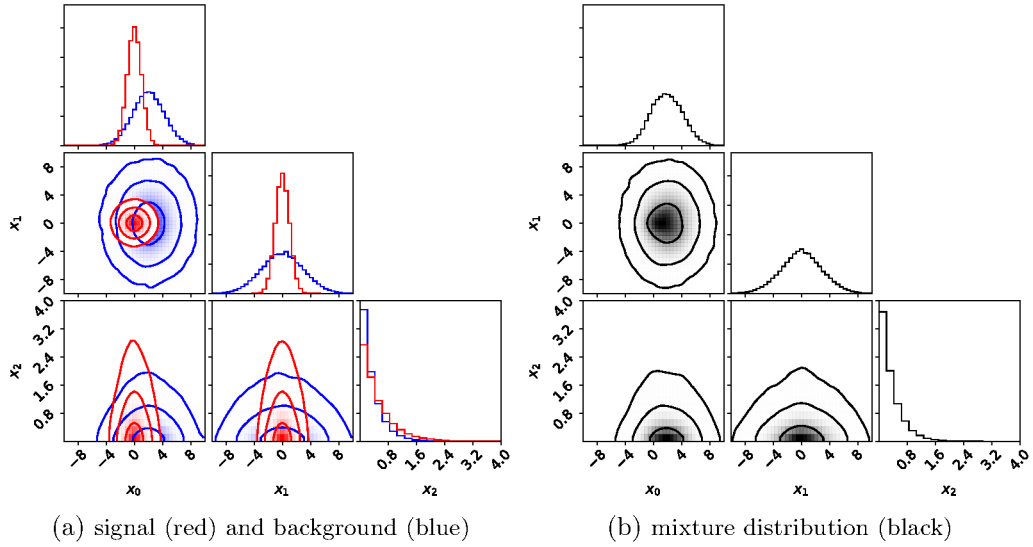 x₁
8
4
0
−4
−8
x₂
4.0
3.2
2.4
1.6
0.8
−8 −4 0 4 8
−8 −4 0 4 8
0.8 1.6 2.4 3.2 4.0
x₀ x₁ x₂
(a) signal (red) and background (blue)
x₁
8
4
0
−4
−8
x₂
4.0
3.2
2.4
1.6
0.8
−8 −4 0 4 8
−8 −4 0 4 8
0.8 1.6 2.4 3.2 4.0
x₀ x₁ x₂
(b) mixture distribution (black)